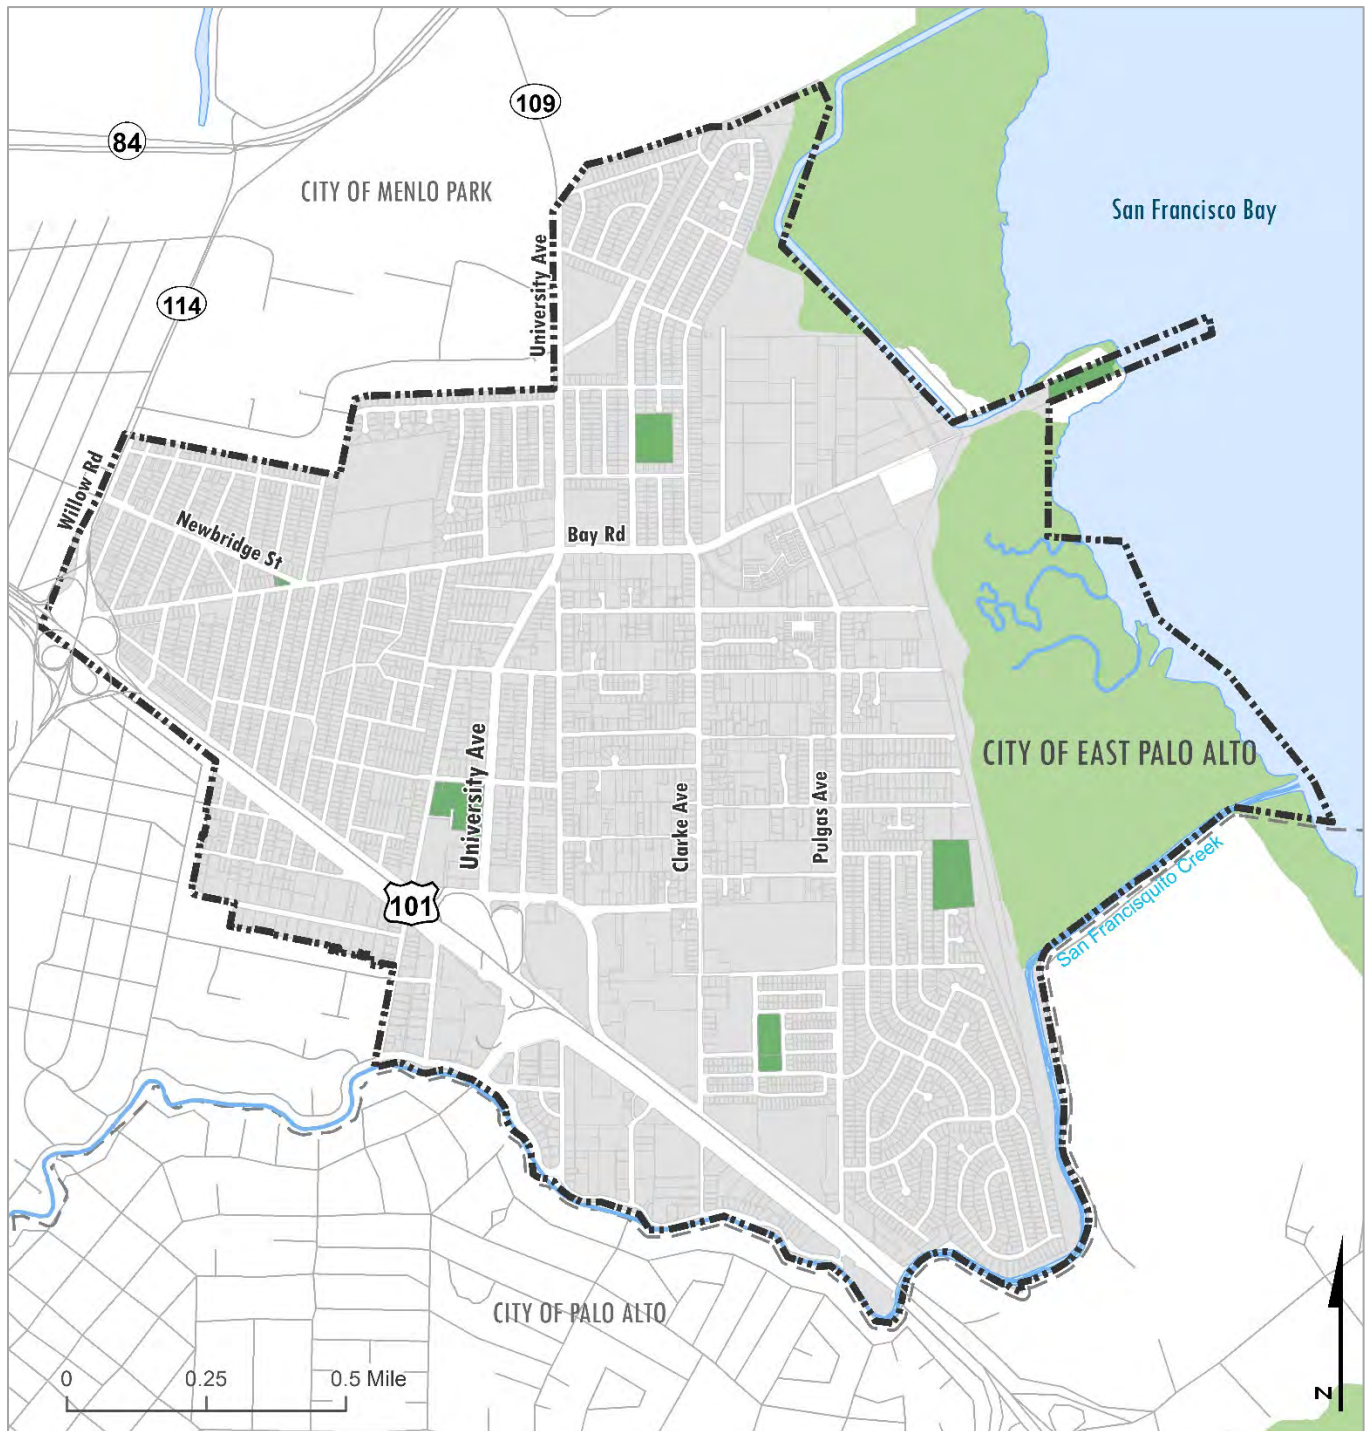 109
84
CITY OF MENLO PARK
San Francisco Bay
University Ave
114
Willow Rd
Newbridge St
Bay Rd
CITY OF EAST PALO ALTO
University Ave
Clarke Ave
Pulgas Ave
101
San Francisquito Creek
CITY OF PALO ALTO
0 0.25 0.5 Mile
N